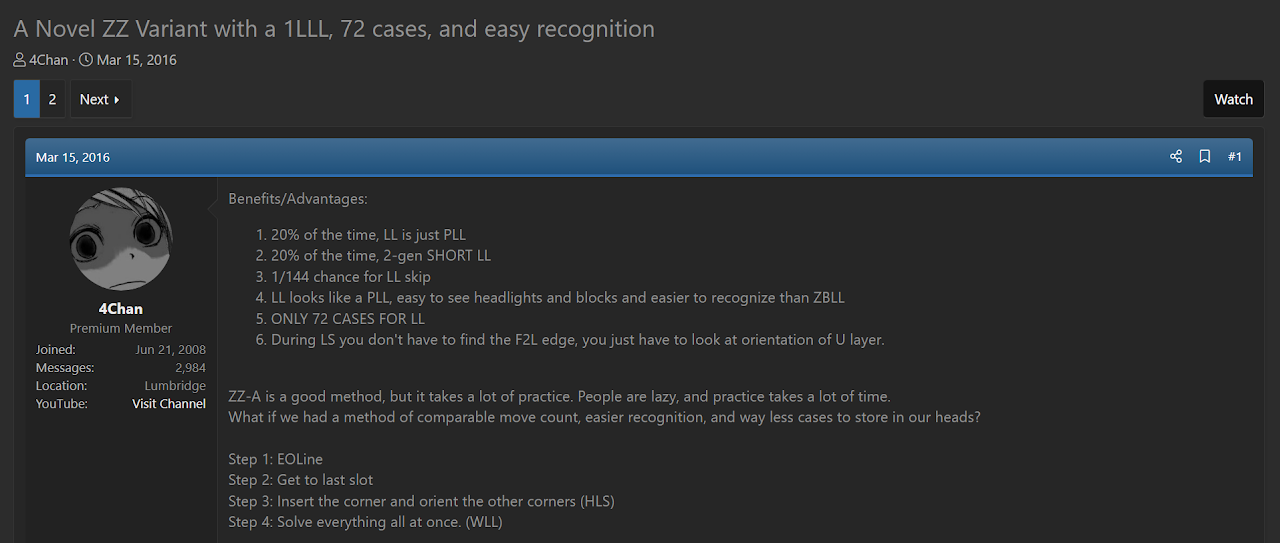 A Novel ZZ Variant with a 1LLL, 72 cases, and easy recognition
4Chan · Mar 15, 2016
1 2 Next
Watch
Mar 15, 2016
#1
4Chan
Premium Member
Joined: Jun 21, 2008
Messages: 2,984
Location: Lumbridge
YouTube: Visit Channel
Benefits/Advantages:
1. 20% of the time, LL is just PLL
2. 20% of the time, 2-gen SHORT LL
3. 1/144 chance for LL skip
4. LL looks like a PLL, easy to see headlights and blocks and easier to recognize than ZBLL
5. ONLY 72 CASES FOR LL
6. During LS you don't have to find the F2L edge, you just have to look at orientation of U layer.
ZZ-A is a good method, but it takes a lot of practice. People are lazy, and practice takes a lot of time.
What if we had a method of comparable move count, easier recognition, and way less cases to store in our heads?
Step 1: EOLine
Step 2: Get to last slot
Step 3: Insert the corner and orient the other corners (HLS)
Step 4: Solve everything all at once. (WLL)